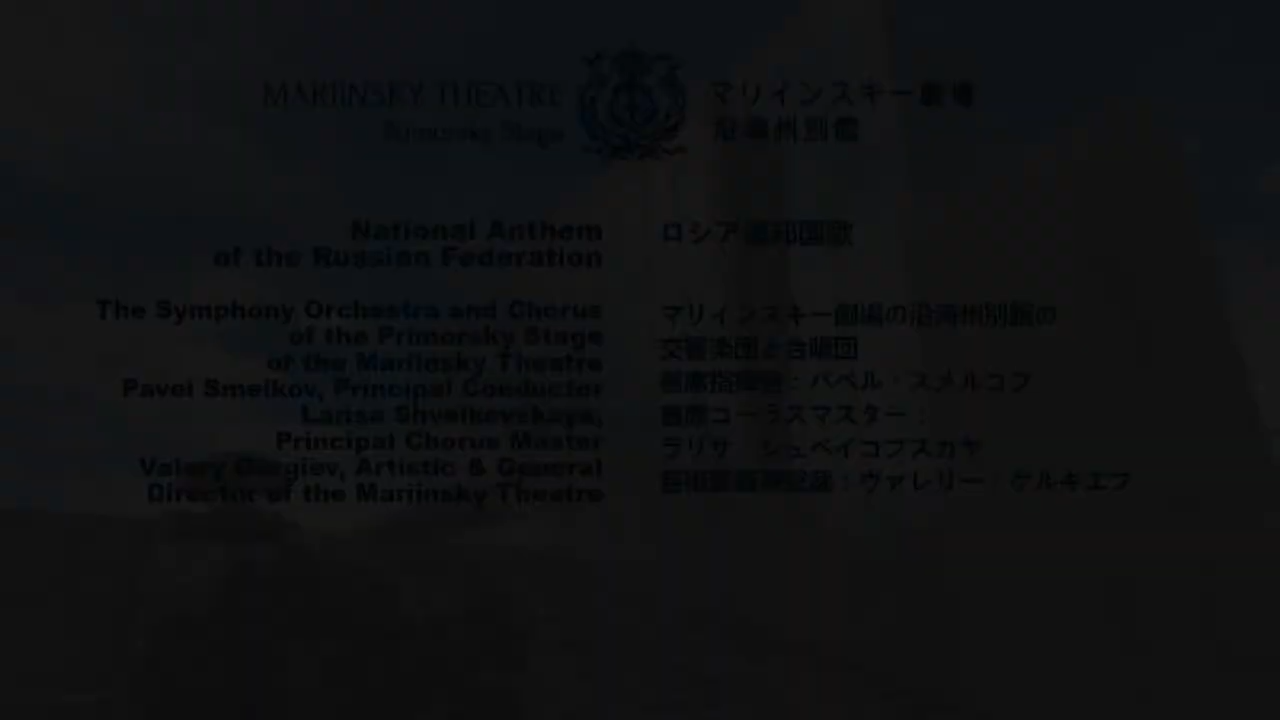 MARIINSKY THEATRE
Primorsky Stage
マリインスキー劇場
沿海州別館
National Anthem
of the Russian Federation
ロシア連邦国歌
The Symphony Orchestra and Chorus
of the Primorsky Stage
of the Mariinsky Theatre
Pavel Smelkov, Principal Conductor
Larisa Shveikovskaya,
Principal Chorus Master
Valery Gergiev, Artistic & General
Director of the Mariinsky Theatre
マリィンスキー劇場の沿海州別館の
交響楽団と合唱団
首席指揮者：パベル・スメルコフ
首席コーラスマスター：
ラリサ シュベイコフスカヤ
：ヴァレリー・ゲルギエフ